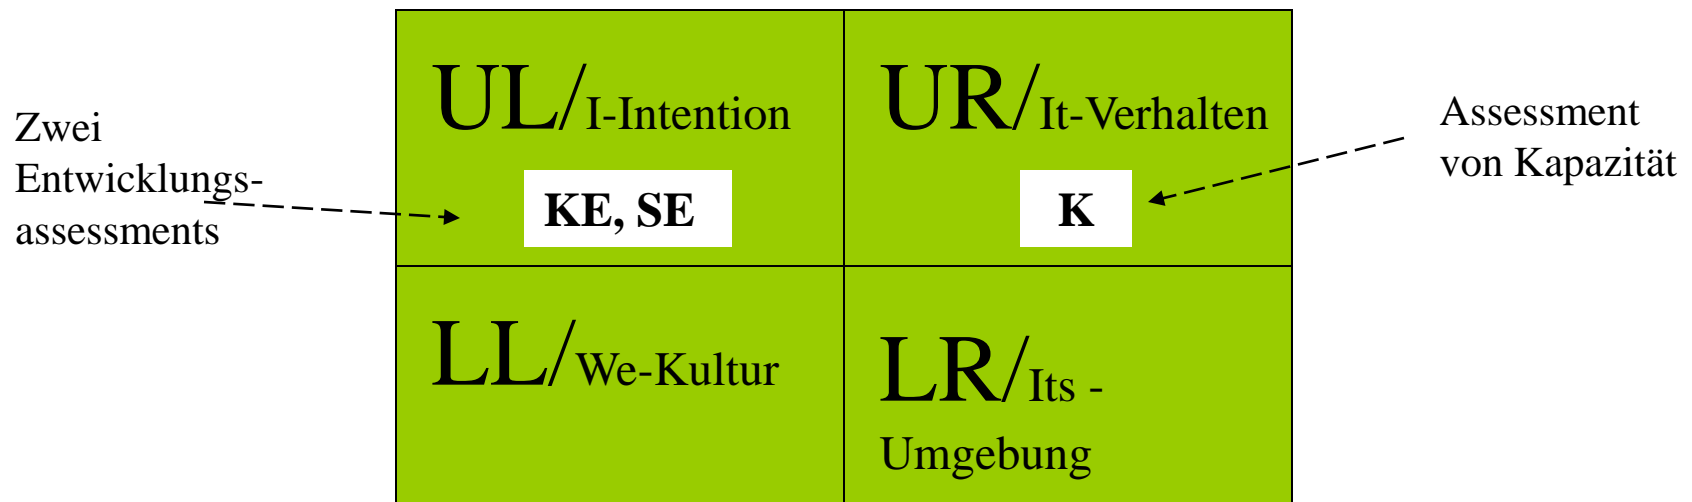 Zwei
Entwicklungs-
assessments
UL/I-Intention
KE, SE
UR/It-Verhalten
K
Assessment
von Kapazität
LL/We-Kultur
LR/Its -
Umgebung